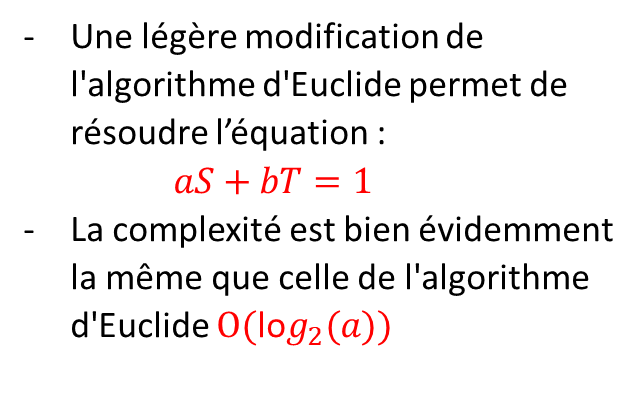 - Une légère modification de
l'algorithme d'Euclide permet de
résoudre l’équation :
aS + bT = 1
- La complexité est bien évidemment
la même que celle de l'algorithme
d'Euclide O(log₂(a))